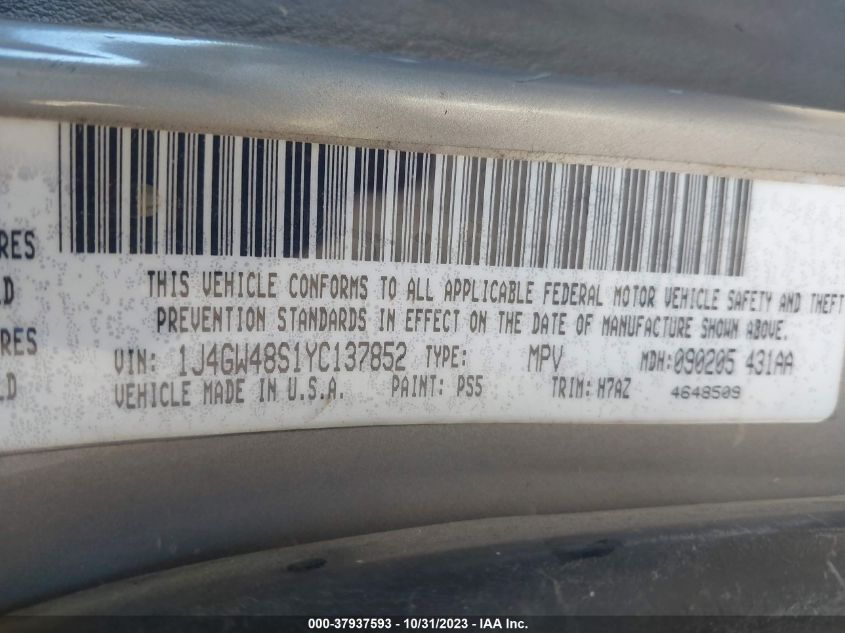 RES
LD
RES
LD
THIS VEHICLE CONFORMS TO ALL APPLICABLE FEDERAL MOTOR VEHICLE SAFETY AND THEFT
PREVENTION STANDARDS IN EFFECT ON THE DATE OF MANUFACTURE SHOWN ABOVE.
VIN: 1J4GW48S1YC137852 TYPE: MPV MDH:090205 431AA
VEHICLE MADE IN U.S.A. PAINT: PS5 TRIM: H7AZ 4648509
000-37937593 - 10/31/2023 - IAA Inc.